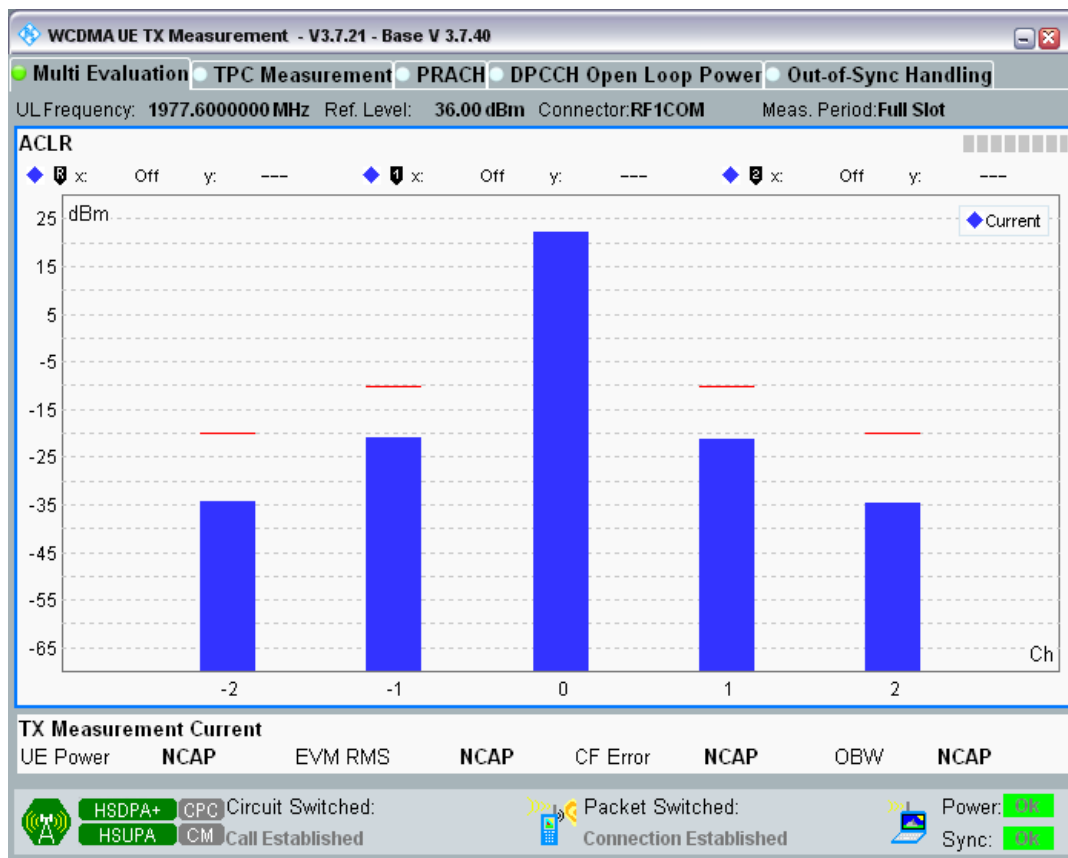 WCDMA UE TX Measurement - V3.7.21 - Base V 3.7.40
Multi Evaluation TPC Measurement PRACH DPCCH Open Loop Power Out-of-Sync Handling
UL Frequency: 1977.6000000 MHz Ref. Level: 36.00 dBm Connector:RF1COM Meas. Period:Full Slot
ACLR
R x: Off y: --- 1 x: Off y: --- 2 x: Off y: ---
dBm
Current
25
15
5
-5
-15
-25
-35
-45
-55
-65
Ch
-2 -1 0 1 2
TX Measurement Current
UE Power NCAP EVM RMS NCAP CF Error NCAP OBW NCAP
HSDPA+ CPC Circuit Switched: Packet Switched: Power: OK
HSUPA CM Call Established Connection Established Sync: OK